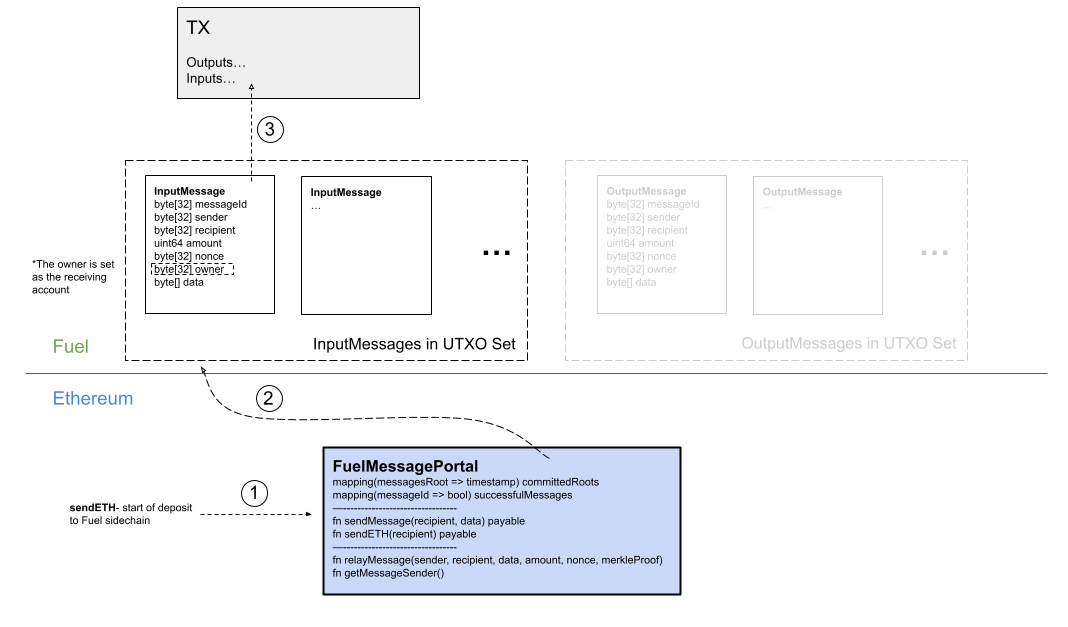 TX
Outputs…
Inputs…
3
InputMessage
byte[32] messageId
byte[32] sender
byte[32] recipient
uint64 amount
byte[32] nonce
byte[32] owner
byte[] data
InputMessage
…
...
InputMessages in UTXO Set
OutputMessage
byte[32] messageId
byte[32] sender
byte[32] recipient
uint64 amount
byte[32] nonce
byte[32] owner
byte[] data
OutputMessage
…
...
OutputMessages in UTXO Set
*The owner is set
as the receiving
account
Fuel
Ethereum
2
1
sendETH- start of deposit
to Fuel sidechain
FuelMessagePortal
mapping(messagesRoot => timestamp) committedRoots
mapping(messageId => bool) successfulMessages
—---------------------------------
fn sendMessage(recipient, data) payable
fn sendETH(recipient) payable
—---------------------------------
fn relayMessage(sender, recipient, data, amount, nonce, merkleProof)
fn getMessageSender()